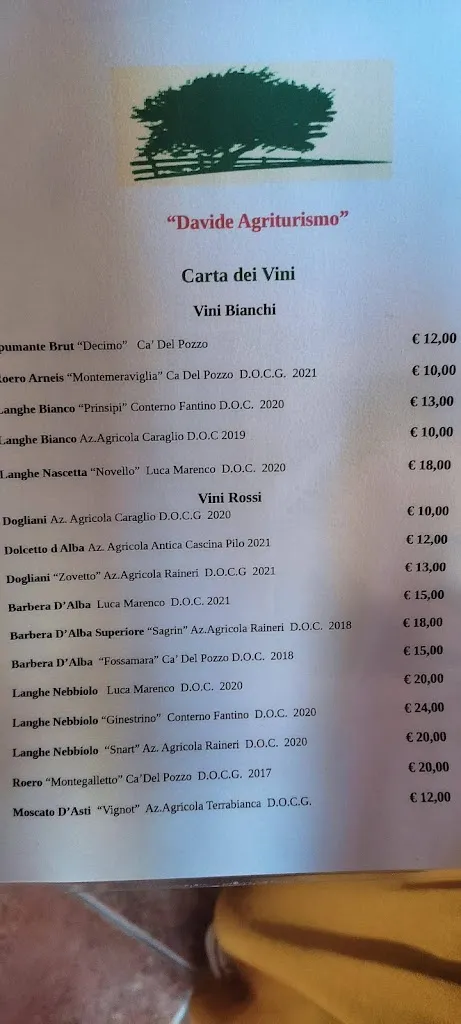 “Davide Agriturismo”
Carta dei Vini
Vini Bianchi
pumante Brut “Decimo” Ca’ Del Pozzo € 12,00
oero Arneis “Montemeraviglia” Ca Del Pozzo D.O.C.G. 2021 € 10,00
Langhe Bianco “Prinsipi” Conterno Fantino D.O.C. 2020 € 13,00
Langhe Bianco Az.Agricola Caraglio D.O.C 2019 € 10,00
Langhe Nascetta “Novello” Luca Marenco D.O.C. 2020 € 18,00
Vini Rossi
Dogliani Az. Agricola Caraglio D.O.C.G 2020 € 10,00
Dolcetto d Alba Az. Agricola Antica Cascina Pilo 2021 € 12,00
Dogliani “Zovetto” Az.Agricola Raineri D.O.C.G 2021 € 13,00
Barbera D’Alba Luca Marenco D.O.C. 2021 € 15,00
Barbera D’Alba Superiore “Sagrin” Az.Agricola Raineri D.O.C. 2018 € 18,00
Barbera D’Alba “Fossamara” Ca’ Del Pozzo D.O.C. 2018 € 15,00
Langhe Nebbiolo Luca Marenco D.O.C. 2020 € 20,00
Langhe Nebbiolo “Ginestrino” Conterno Fantino D.O.C. 2020 € 24,00
Langhe Nebbiolo “Snart” Az. Agricola Raineri D.O.C. 2020 € 20,00
Roero “Montegalletto” Ca’Del Pozzo D.O.C.G. 2017 € 20,00
Moscato D’Asti “Vignot” Az.Agricola Terrabianca D.O.C.G. € 12,00